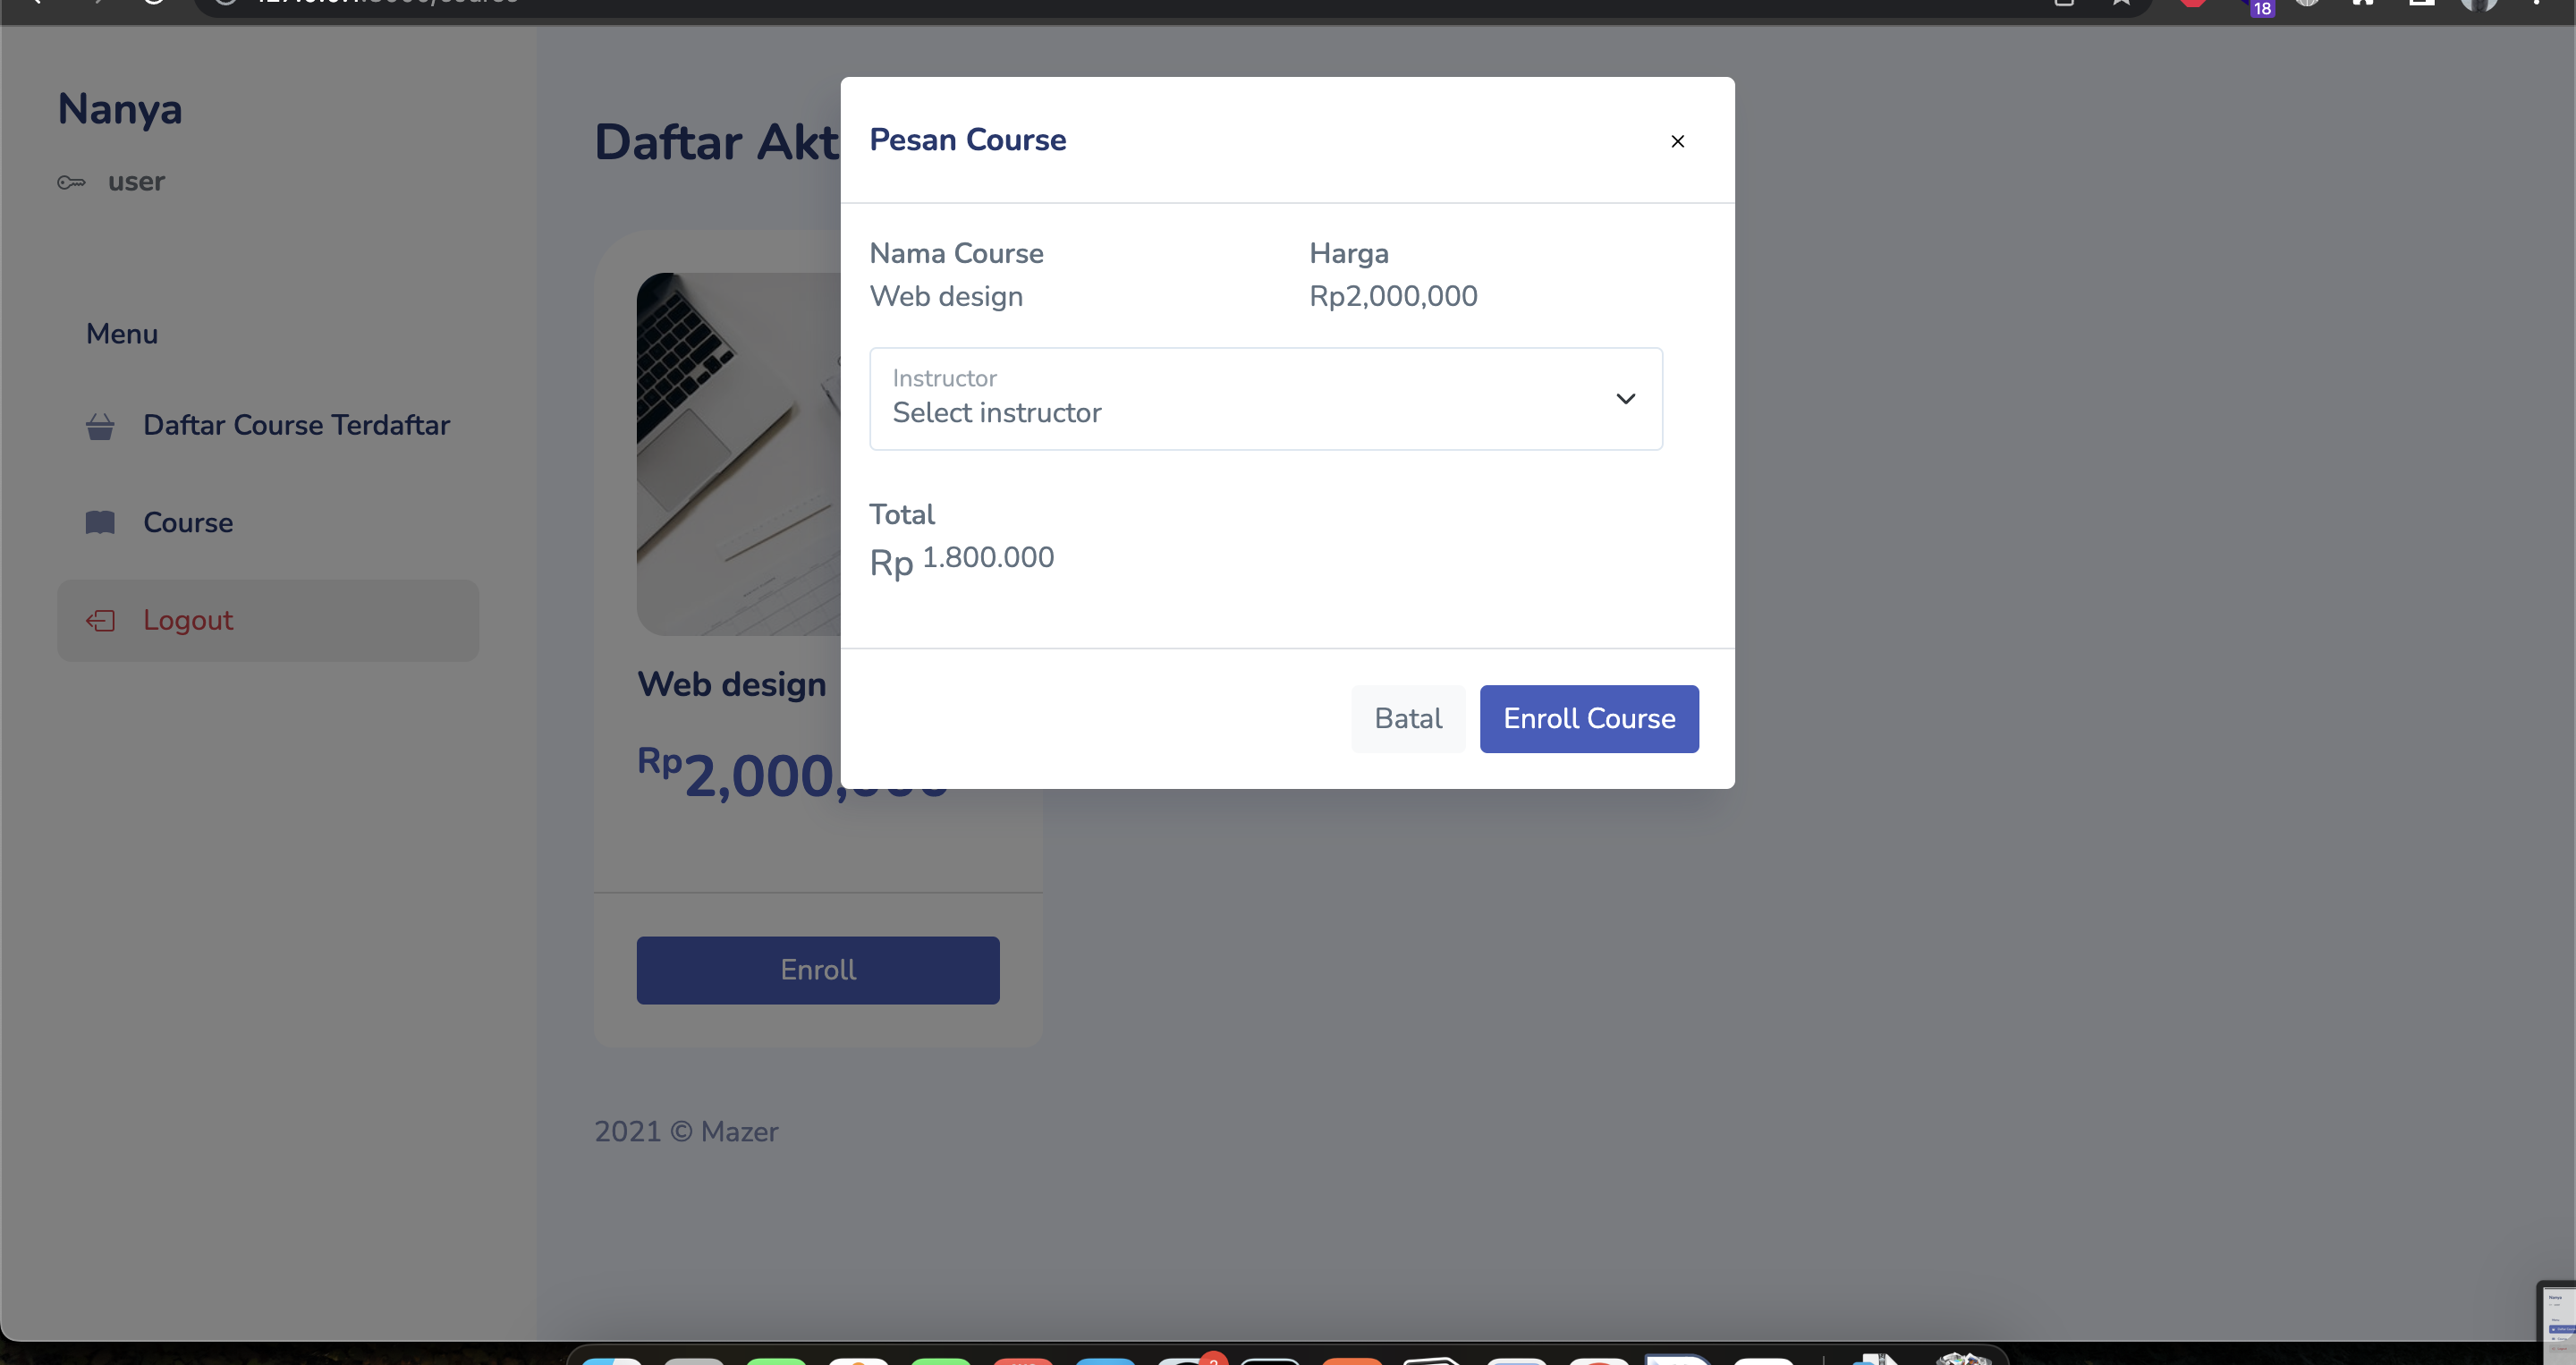 18
Nanya
user
Menu
Daftar Course Terdaftar
Course
Logout
Daftar Akt
Web design
Rp2,000,
Enroll
2021 © Mazer
Pesan Course
Nama Course
Web design
Harga
Rp2,000,000
Instructor
Select instructor
Total
Rp 1.800.000
Batal
Enroll Course